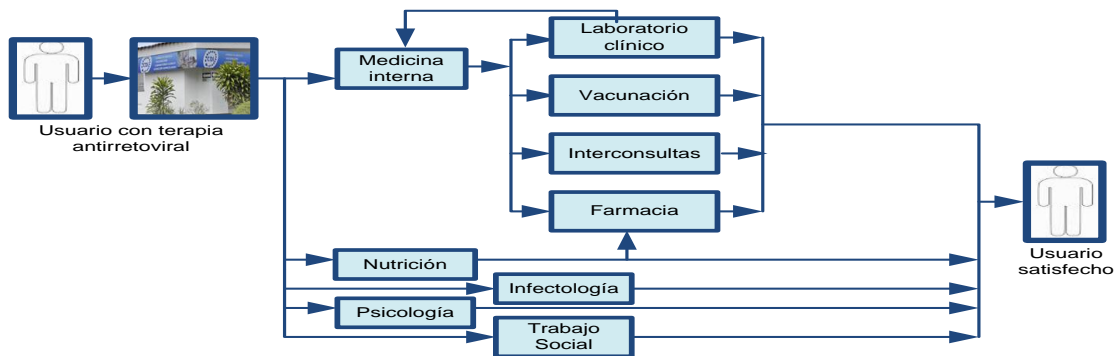 Usuario con terapia
antirretoviral
Medicina
interna
Laboratorio
clínico
Vacunación
Interconsultas
Farmacia
Nutrición
Infectología
Psicología
Trabajo
Social
Usuario
satisfecho